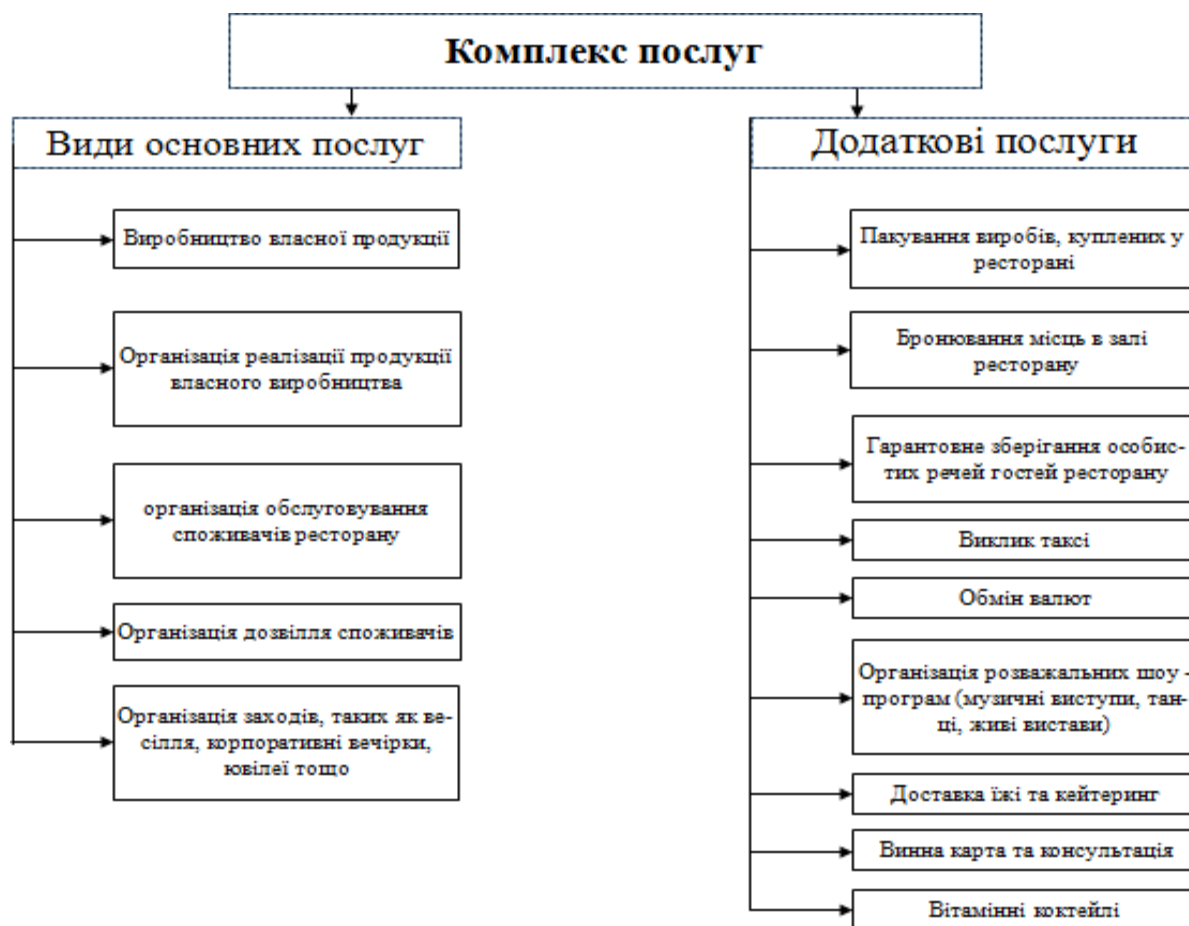 Комплекс послуг
Види основних послуг
Виробництво власної продукції
Організація реалізації продукції
власного виробництва
організація обслуговування
споживачів ресторану
Організація дозвілля споживачів
Організація заходів, таких як ве-
сілля, корпоративні вечірки,
ювілеї тощо
Додаткові послуги
Пакування виробів, куплених у
ресторані
Бронювання місць в залі
ресторану
Гарантовне зберігання особис-
тих речей гостей ресторану
Виклик таксі
Обмін валют
Організація розважальних шоу -
програм (музичні виступи, тан-
ці, живі вистави)
Доставка їжі та кейтеринг
Винна карта та консультація
Вітамінні коктейлі